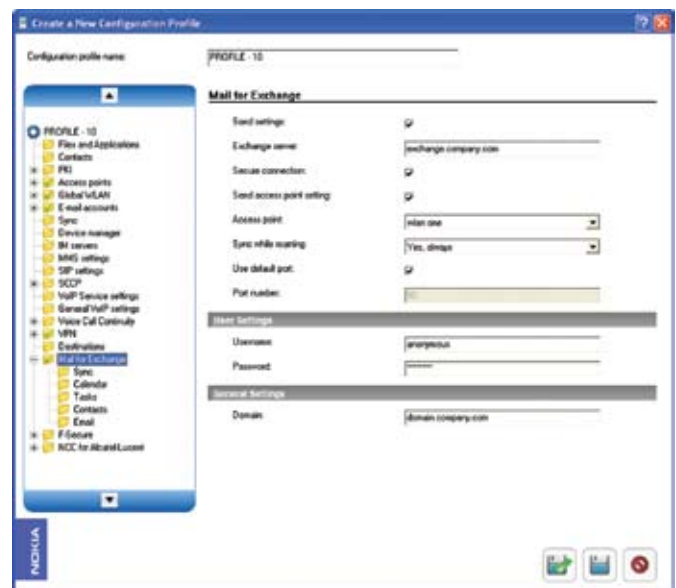 Create a New Configuration Profile
Configuration profile name:
PROFILE - 10
PROFILE - 10
Files and Applications
Contacts
PKI
Access points
Global WLAN
E-mail accounts
Sync
Device manager
IM servers
MMS settings
SIP settings
SCCP
VoIP Service settings
General VoIP settings
Voice Call Continuity
VPN
Destinations
Mail for Exchange
Sync
Calendar
Tasks
Contacts
Email
F-Secure
NCC for Alcatel-Lucent
Mail for Exchange
Send settings:
Exchange server:
exchange.company.com
Secure connection:
Send access point setting:
Access point:
wlan one
Sync while roaming:
Yes, always
Use default port:
Port number:
User Settings
Username:
anonymous
Password:
General Settings
Domain:
domain.company.com
NOKIA